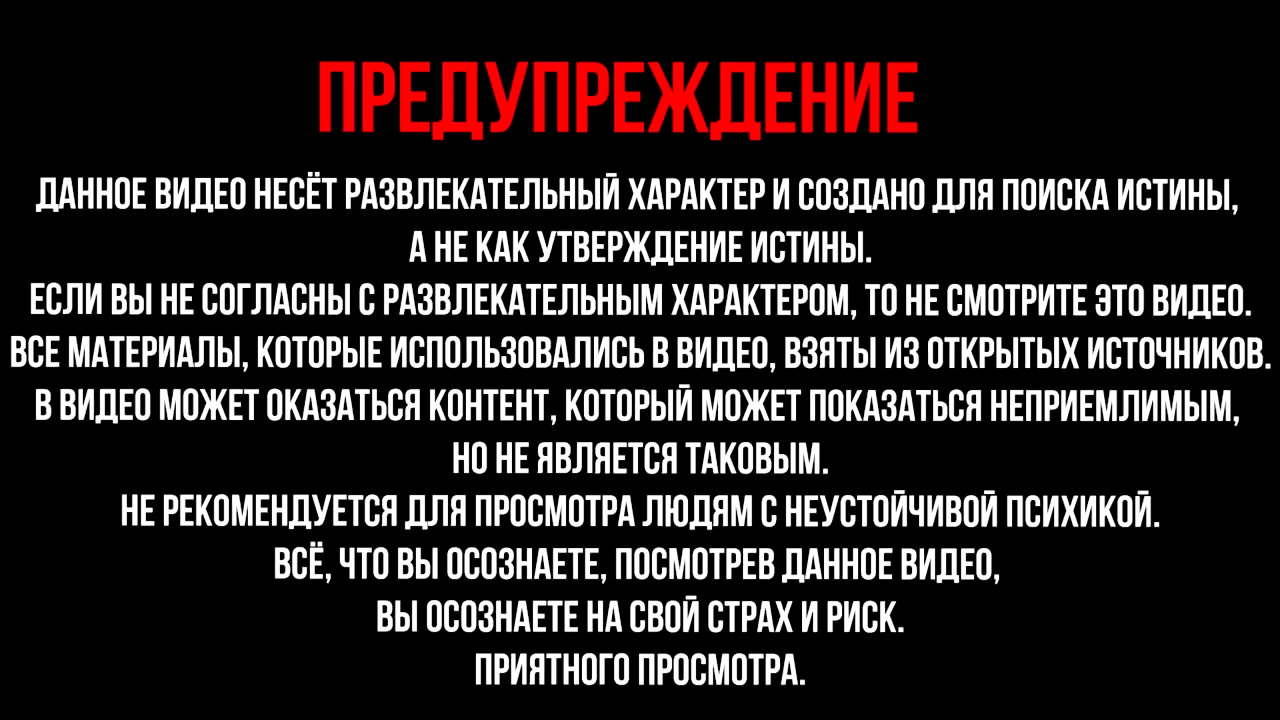 ПРЕДУПРЕЖДЕНИЕ
ДАННОЕ ВИДЕО НЕСЁТ РАЗВЛЕКАТЕЛЬНЫЙ ХАРАКТЕР И СОЗДАНО ДЛЯ ПОИСКА ИСТИНЫ,
А НЕ КАК УТВЕРЖДЕНИЕ ИСТИНЫ.
ЕСЛИ ВЫ НЕ СОГЛАСНЫ С РАЗВЛЕКАТЕЛЬНЫМ ХАРАКТЕРОМ, ТО НЕ СМОТРИТЕ ЭТО ВИДЕО.
ВСЕ МАТЕРИАЛЫ, КОТОРЫЕ ИСПОЛЬЗОВАЛИСЬ В ВИДЕО, ВЗЯТЫ ИЗ ОТКРЫТЫХ ИСТОЧНИКОВ.
В ВИДЕО МОЖЕТ ОКАЗАТЬСЯ КОНТЕНТ, КОТОРЫЙ МОЖЕТ ПОКАЗАТЬСЯ НЕПРИЕМЛИМЫМ,
НО НЕ ЯВЛЯЕТСЯ ТАКОВЫМ.
НЕ РЕКОМЕНДУЕТСЯ ДЛЯ ПРОСМОТРА ЛЮДЯМ С НЕУСТОЙЧИВОЙ ПСИХИКОЙ.
ВСЁ, ЧТО ВЫ ОСОЗНАЕТЕ, ПОСМОТРЕВ ДАННОЕ ВИДЕО,
ВЫ ОСОЗНАЕТЕ НА СВОЙ СТРАХ И РИСК.
ПРИЯТНОГО ПРОСМОТРА.